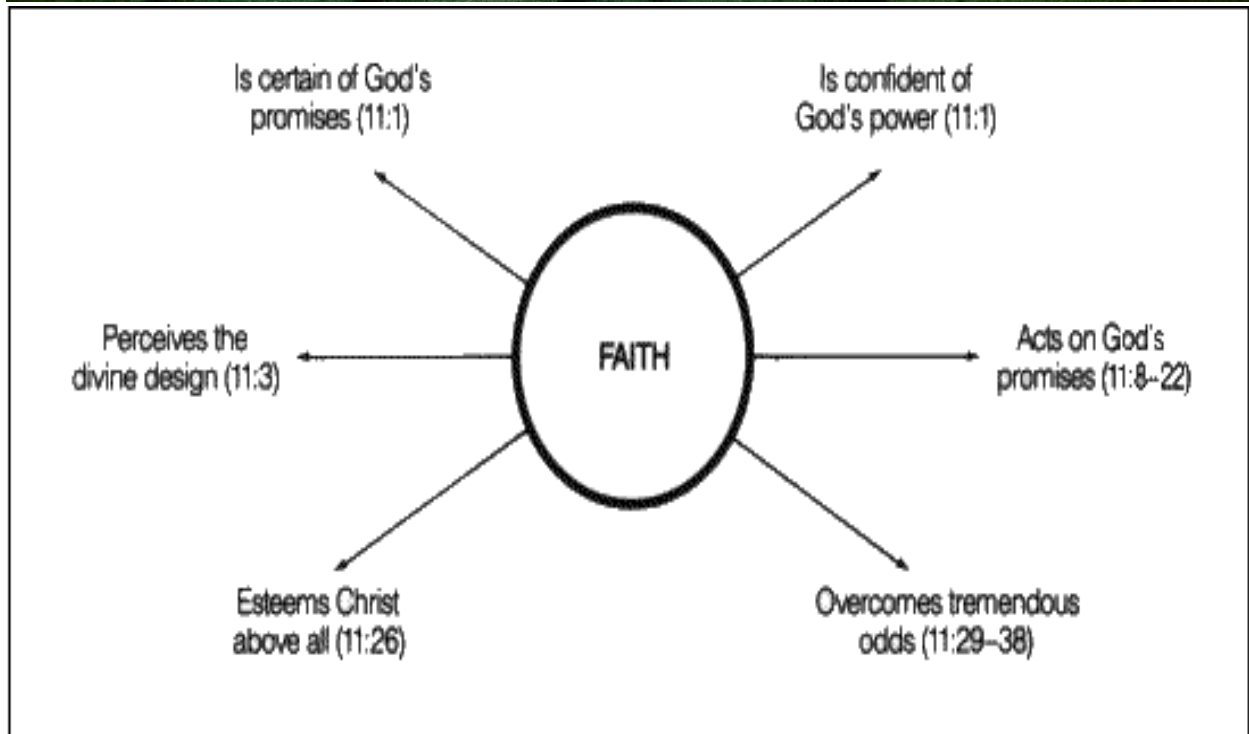 Is certain of God's
promises (11:1)
Is confident of
God's power (11:1)
Perceives the
divine design (11:3)
FAITH
Acts on God's
promises (11:8–22)
Esteems Christ
above all (11:26)
Overcomes tremendous
odds (11:29–38)